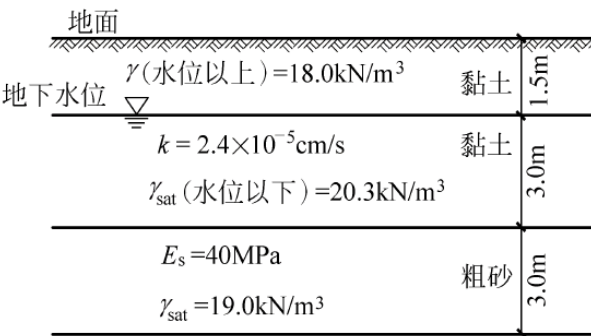 地面
γ(水位以上)=18.0kN/m³ 黏土 1.5m
地下水位
k = 2.4×10⁻⁵cm/s 黏土 3.0m
γsat (水位以下)=20.3kN/m³
Es =40MPa 粗砂 3.0m
γsat =19.0kN/m³